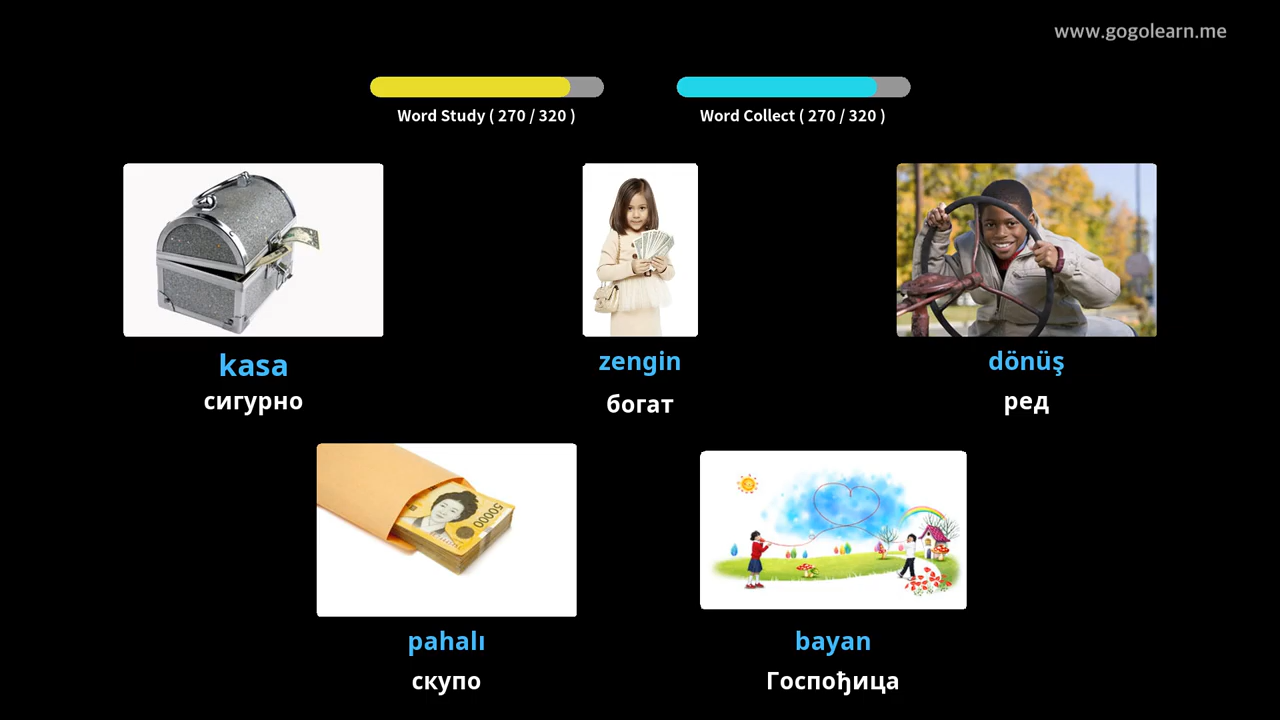 www.gogolearn.me
Word Study ( 270 / 320 )
Word Collect ( 270 / 320 )
kasa
сигурно
zengin
богат
dönüş
ред
50000
pahalı
скупо
bayan
Госпођица